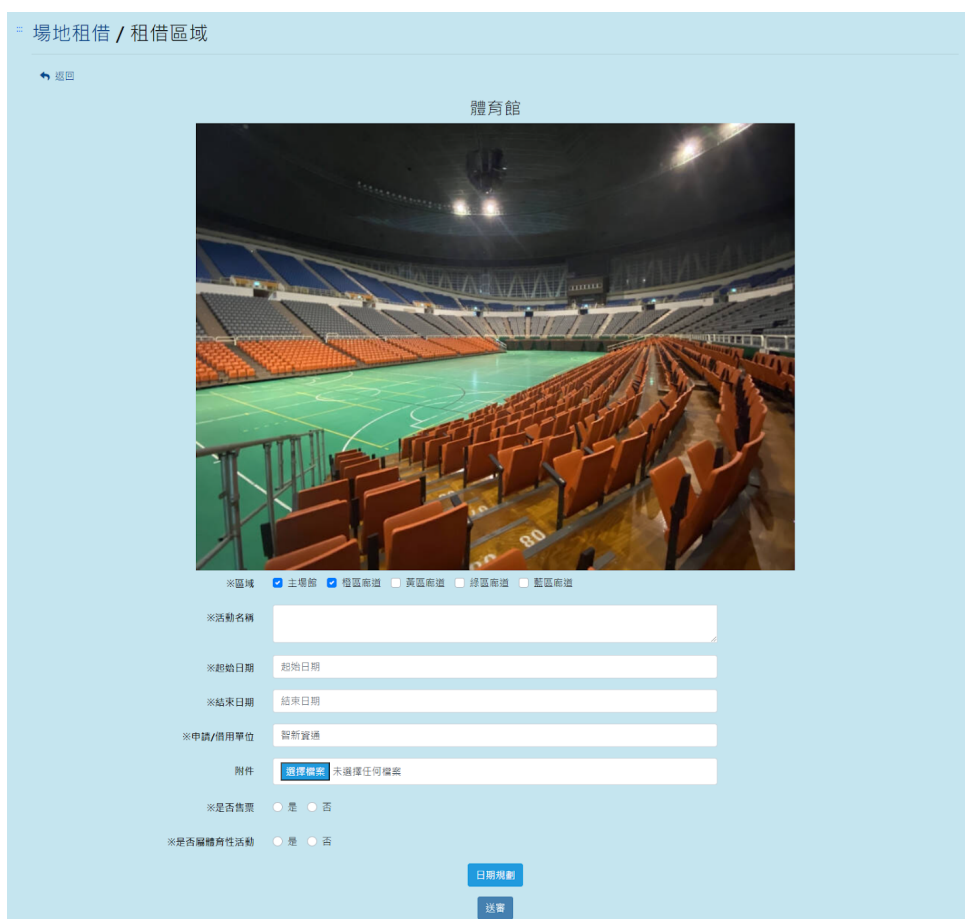 ::: 場地租借 / 租借區域
返回
體育館
80
※區域 主場館 橙區廊道 黃區廊道 綠區廊道 藍區廊道
※活動名稱
※起始日期 起始日期
※結束日期 結束日期
※申請/借用單位 智新資通
附件 選擇檔案 未選擇任何檔案
※是否售票 是 否
※是否屬體育性活動 是 否
日期規劃
送審